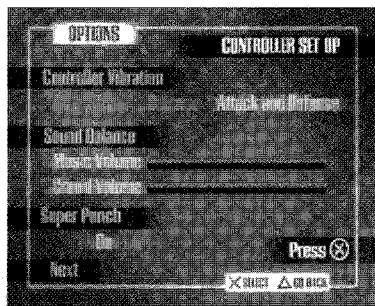 OPTIONS
CONTROLLER SET UP
Controller Vibration
Attack and Defense
Sound Balance
Music Volume
Sound Volume
Super Punch
On
Press ⓧ
Next
X SELECT △ GO BACK